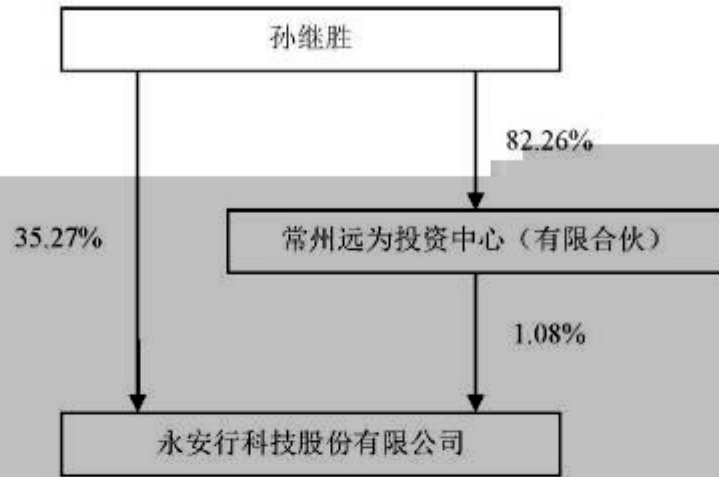 孙继胜
82.26%
35.27%
常州远为投资中心（有限合伙）
1.08%
永安行科技股份有限公司